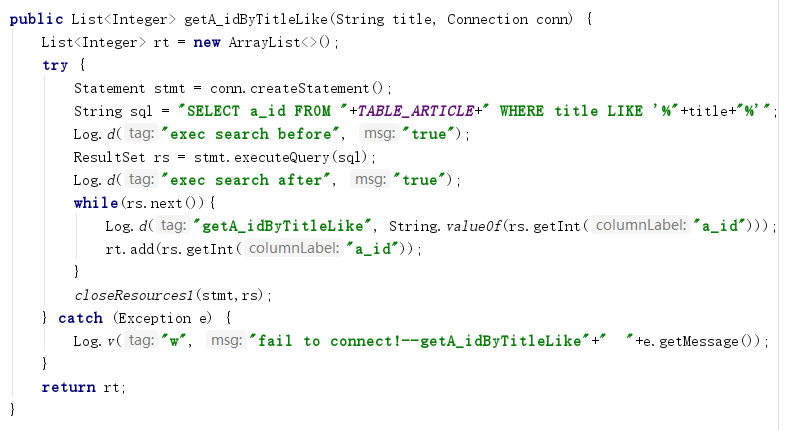 public List<Integer> getA_idByTitleLike(String title, Connection conn) {
    List<Integer> rt = new ArrayList<>();
    try {
        Statement stmt = conn.createStatement();
        String sql = "SELECT a_id FROM "+TABLE_ARTICLE+" WHERE title LIKE '%"+title+"%'";
        Log.d( tag: "exec search before", msg: "true");
        ResultSet rs = stmt.executeQuery(sql);
        Log.d( tag: "exec search after", msg: "true");
        while(rs.next()){
            Log.d( tag: "getA_idByTitleLike", String.valueOf(rs.getInt( columnLabel: "a_id")));
            rt.add(rs.getInt( columnLabel: "a_id"));
        }
        closeResources1(stmt,rs);
    } catch (Exception e) {
        Log.v( tag: "w", msg: "fail to connect!--getA_idByTitleLike"+"  "+e.getMessage());
    }
    return rt;
}